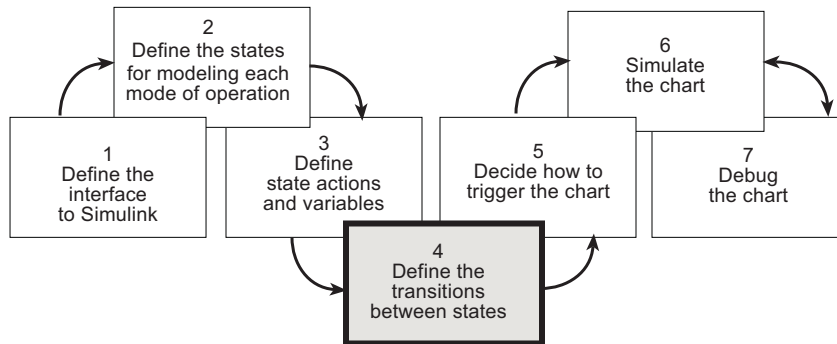 1
Define the
interface
to Simulink
2
Define the states
for modeling each
mode of operation
3
Define
state actions
and variables
4
Define the
transitions
between states
5
Decide how to
trigger the chart
6
Simulate
the chart
7
Debug
the chart